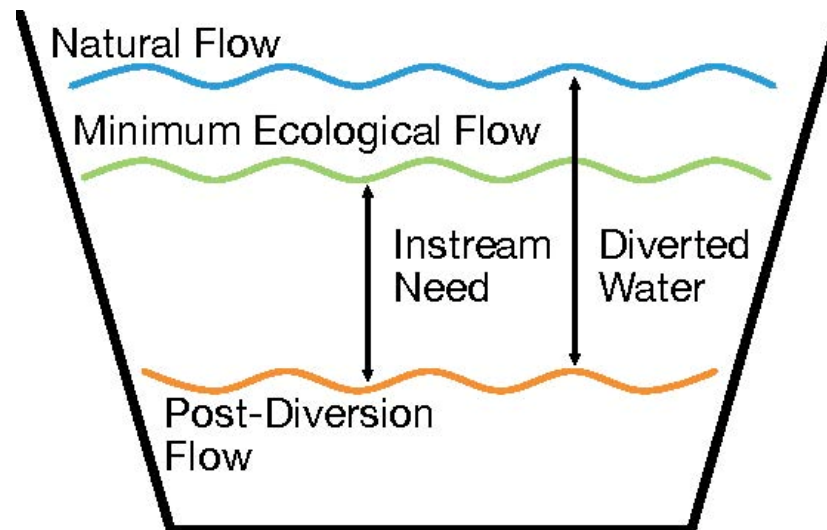 Natural Flow
Minimum Ecological Flow
Instream
Need
Diverted
Water
Post-Diversion
Flow